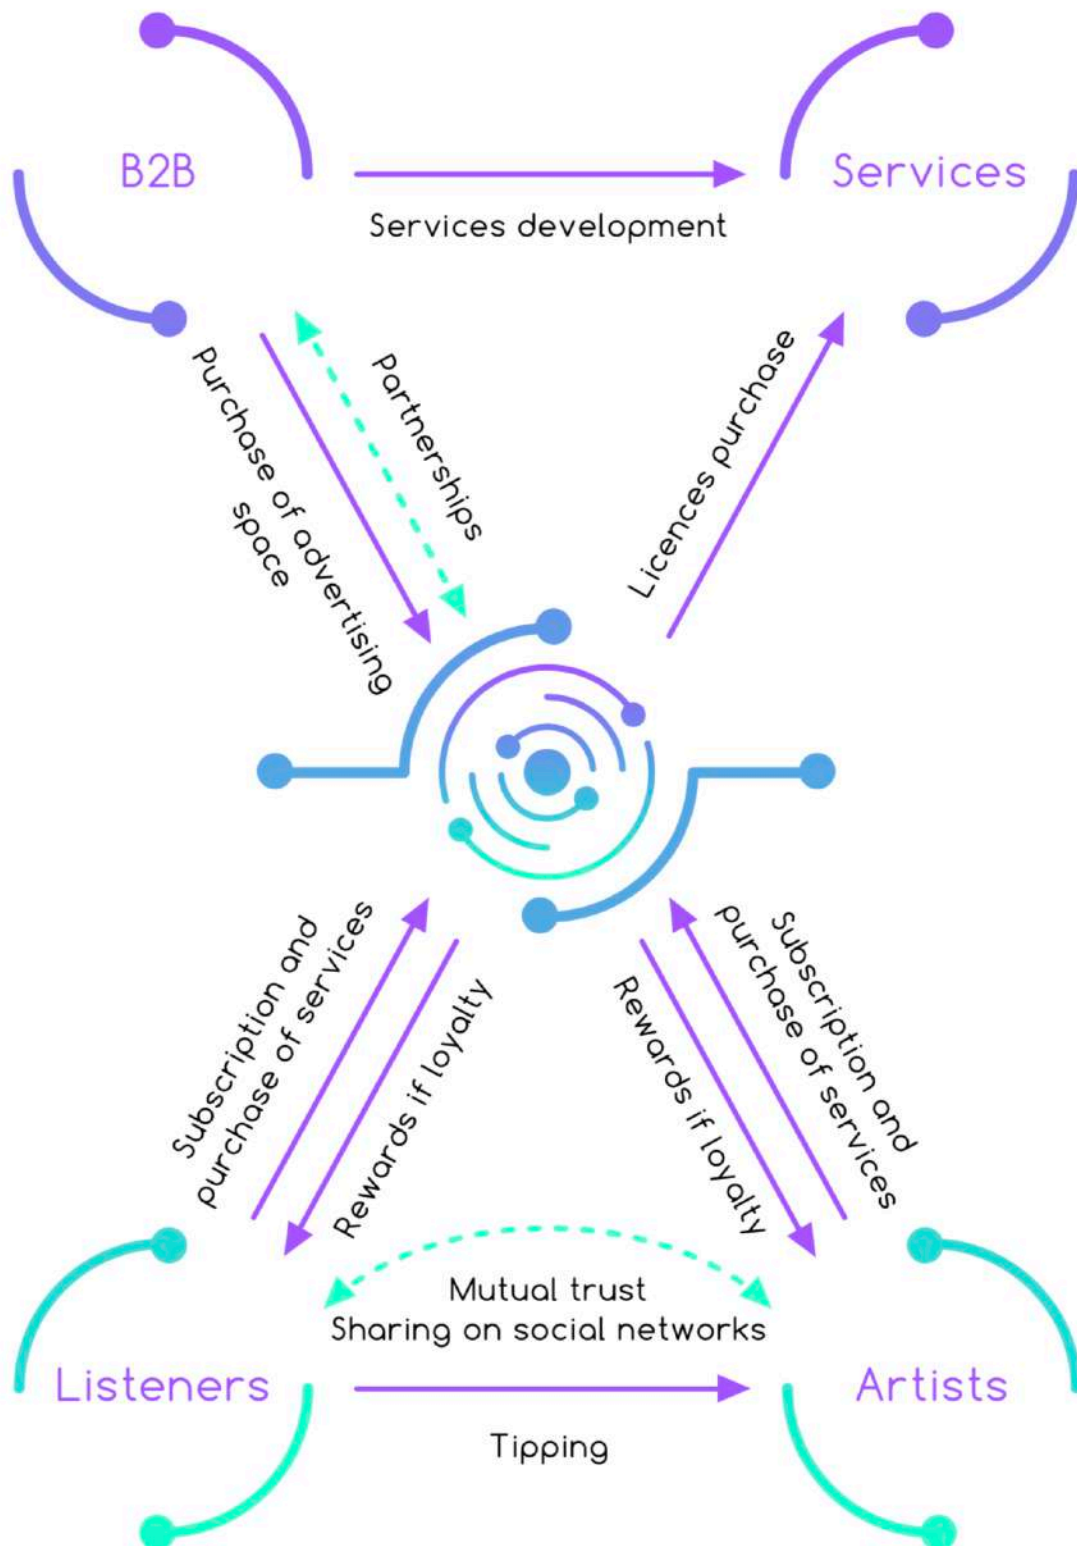 B2B
Services
Services development
Partnerships
Purchase of advertising
space
Licences purchase
Subscription and
purchase of services
Rewards if loyalty
Rewards if loyalty
Subscription and
purchase of services
Mutual trust
Sharing on social networks
Listeners
Artists
Tipping